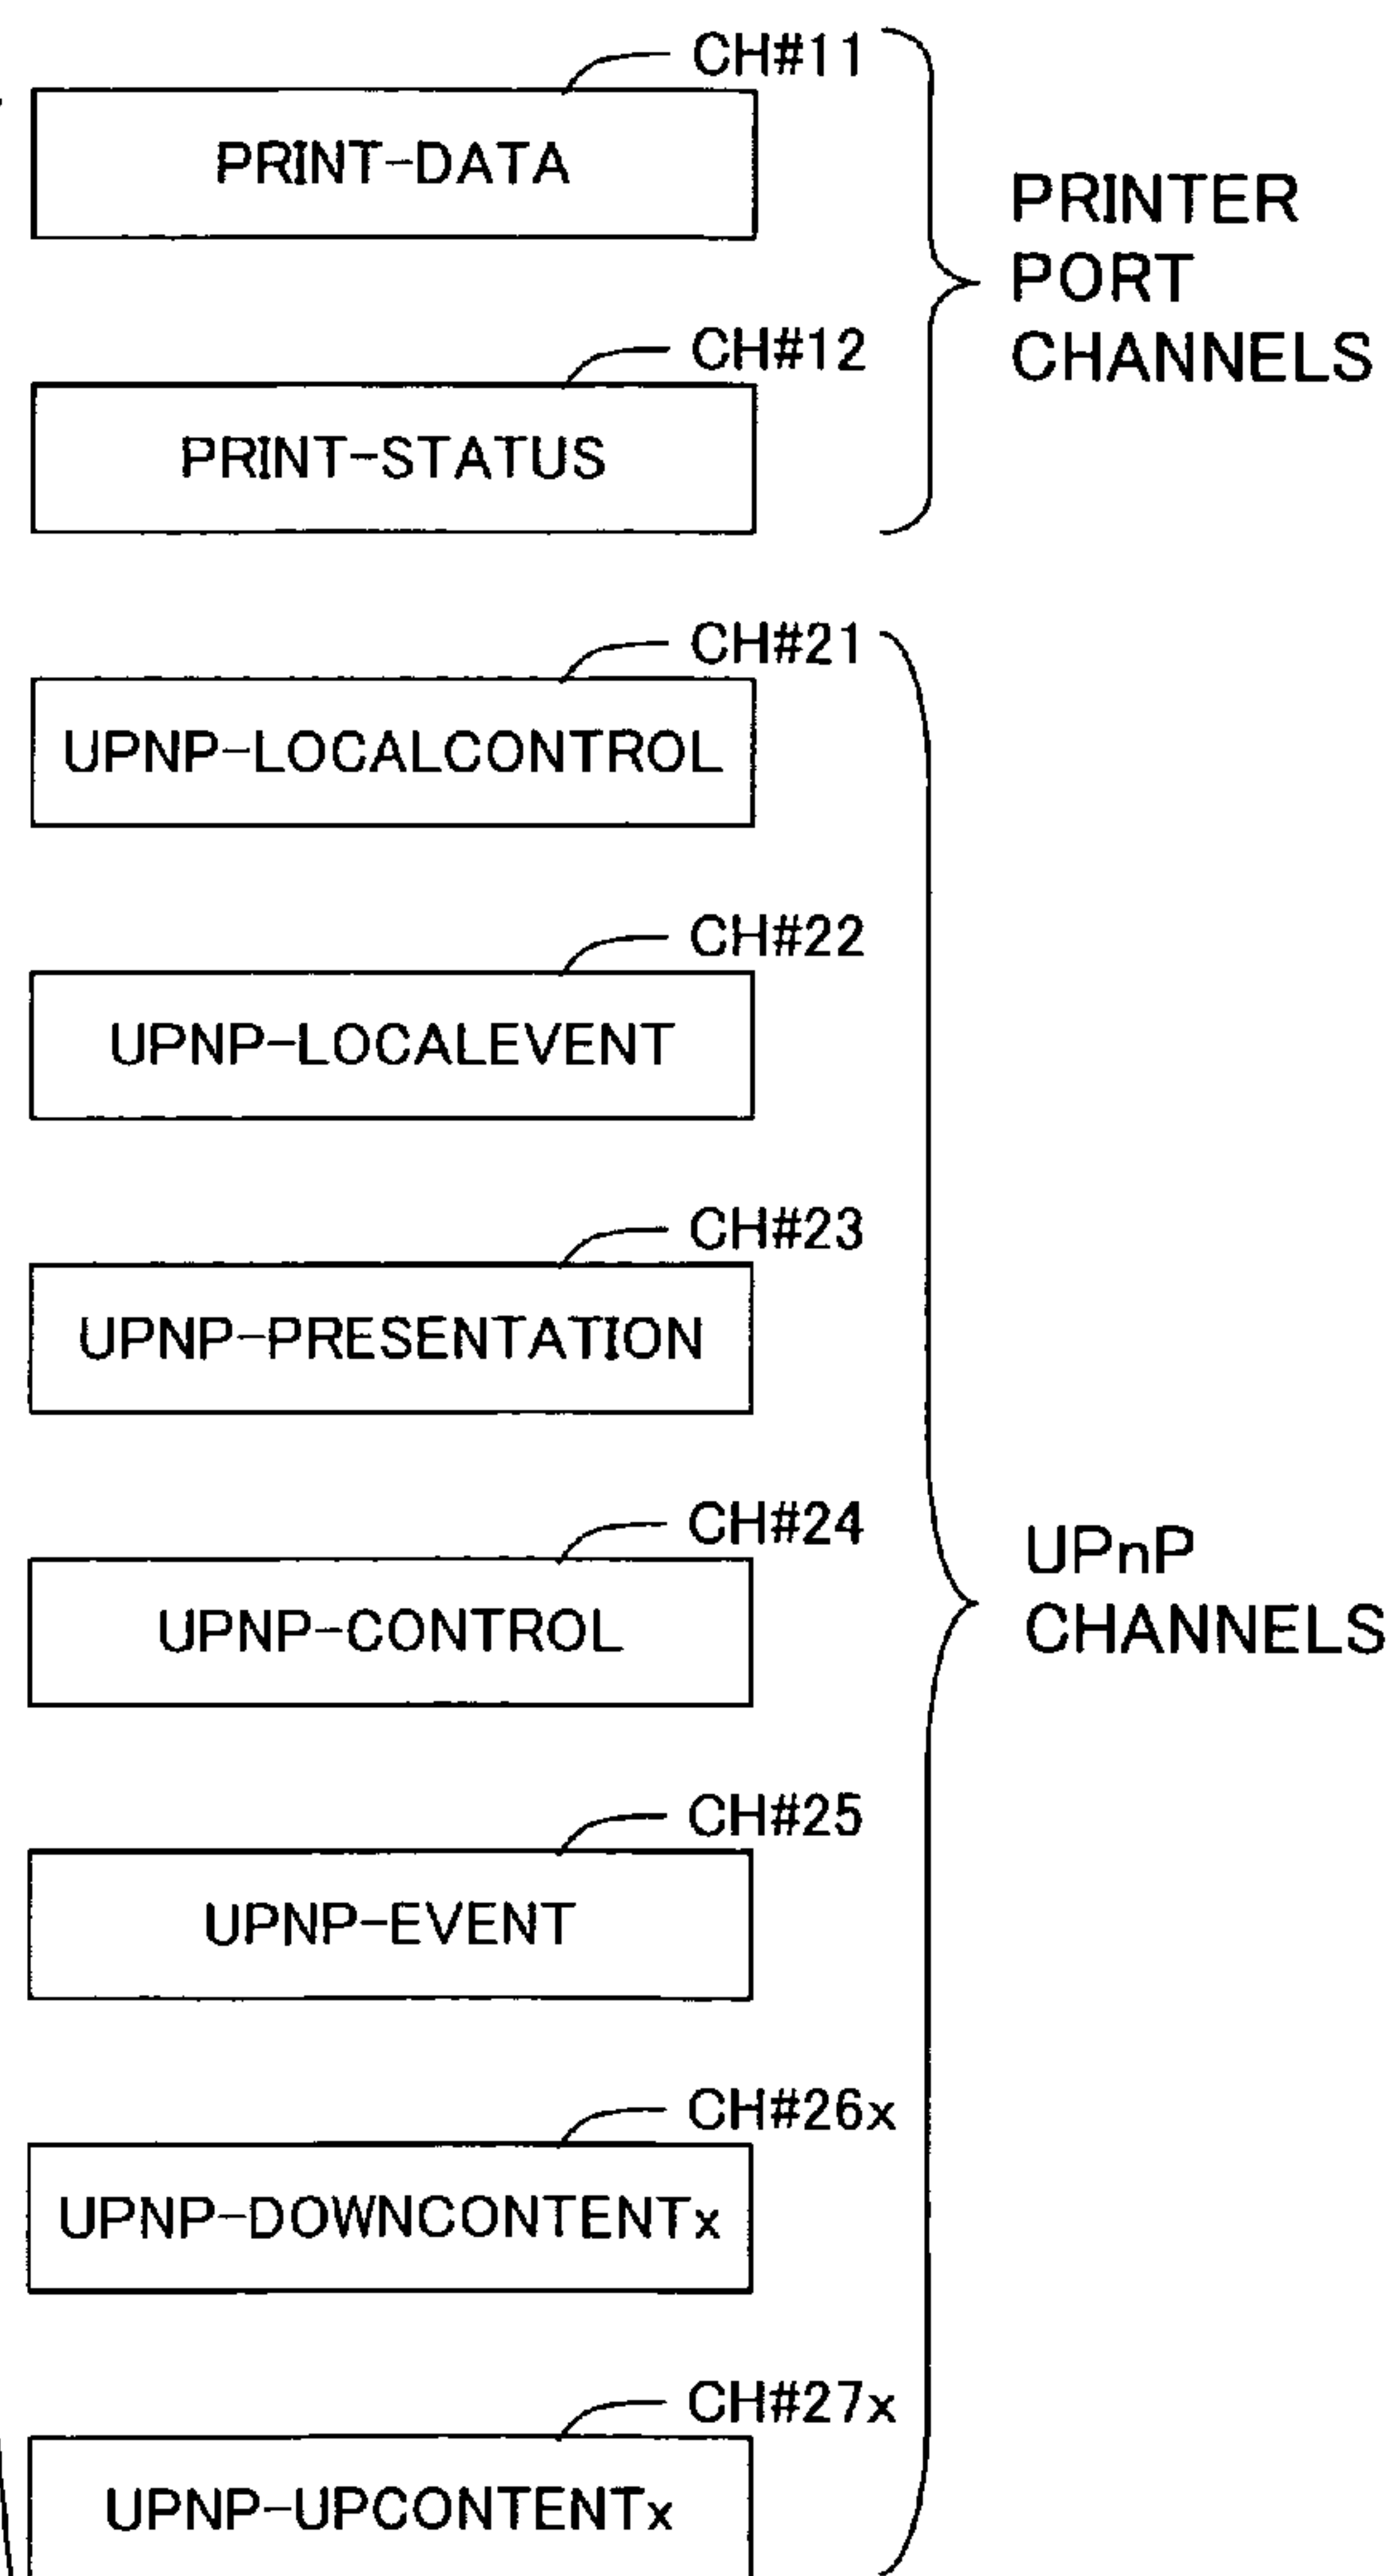 CH#11
PRINT-DATA
PRINTER
PORT
CHANNELS
CH#12
PRINT-STATUS
CH#21
UPNP-LOCALCONTROL
CH#22
UPNP-LOCALEVENT
CH#23
UPNP-PRESENTATION
CH#24
UPNP-CONTROL
UPnP
CHANNELS
CH#25
UPNP-EVENT
CH#26x
UPNP-DOWNCONTENTx
CH#27x
UPNP-UPCONTENTx